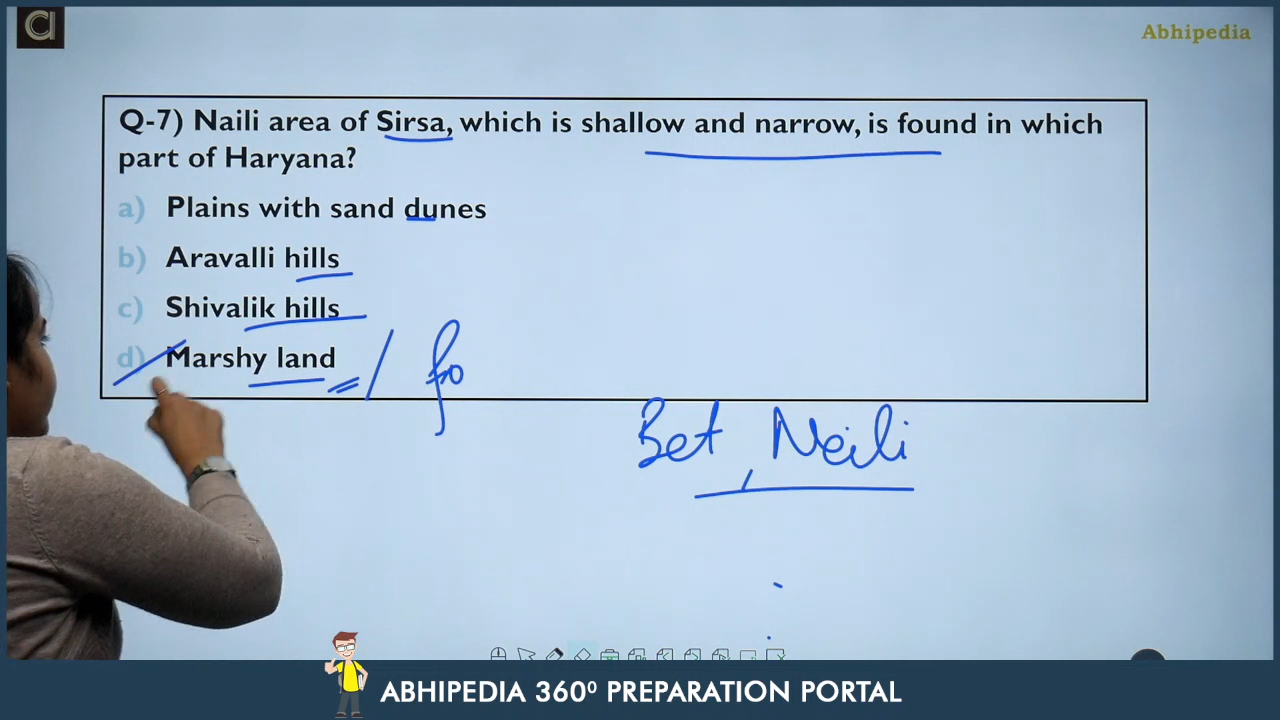 a
Abhipedia
Q-7) Naili area of Sirsa, which is shallow and narrow, is found in which
part of Haryana?
a) Plains with sand dunes
b) Aravalli hills
c) Shivalik hills
d) Marshy land
Bet, Neili
ABHIPEDIA 360⁰ PREPARATION PORTAL